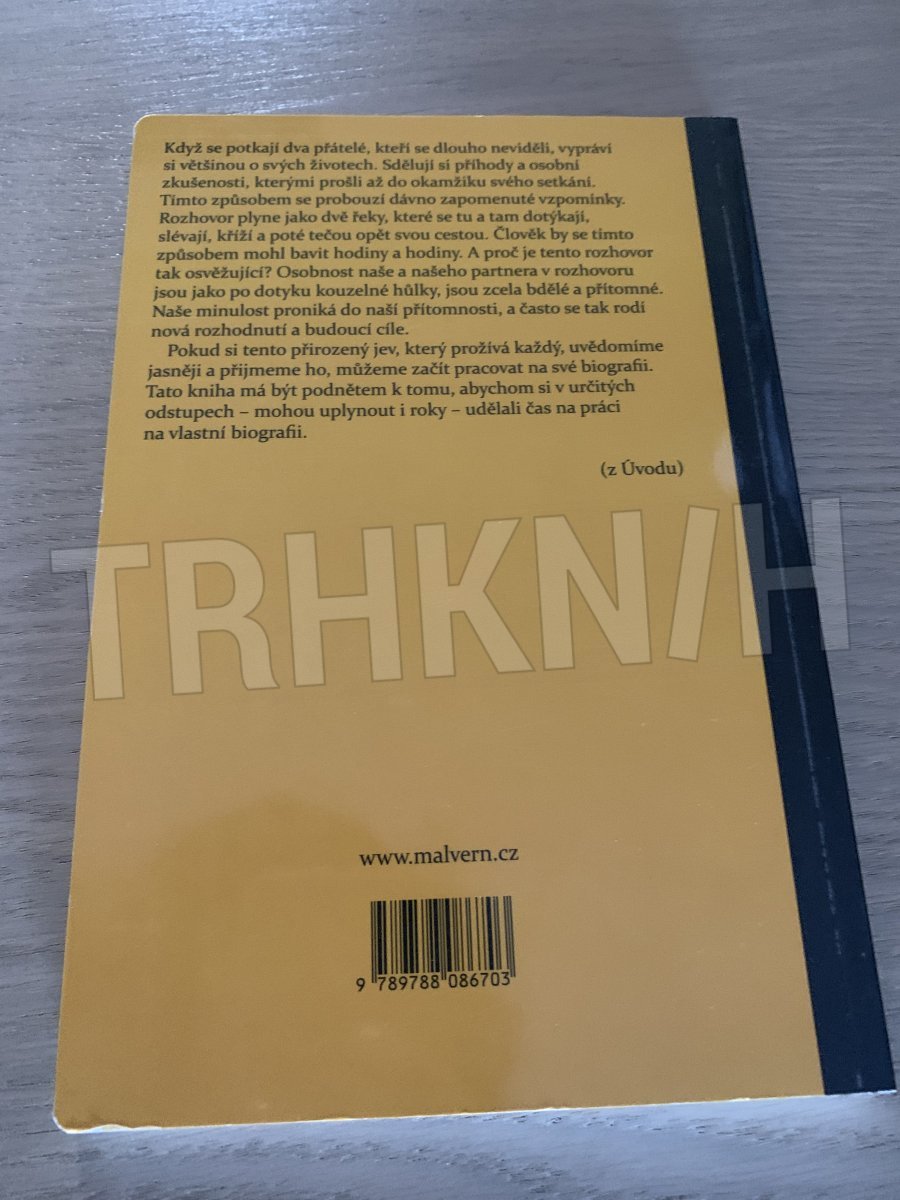 Když se potkají dva přátelé, kteří se dlouho neviděli, vypráví
si většinou o svých životech. Sdělují si příhody a osobní
zkušenosti, kterými prošli až do okamžiku svého setkání.
Tímto způsobem se probouzí dávno zapomenuté vzpomínky.
Rozhovor plyne jako dvě řeky, které se tu a tam dotýkají,
slévají, kříží a poté tečou opět svou cestou. Člověk by se tímto
způsobem mohl bavit hodiny a hodiny. A proč je tento rozhovor
tak osvěžující? Osobnost naše a našeho partnera v rozhovoru
jsou jako po dotyku kouzelné hůlky, jsou zcela bdělé a přítomné.
Naše minulost proniká do naší přítomnosti, a často se tak rodí
nová rozhodnutí a budoucí cíle.
Pokud si tento přirozený jev, který prožívá každý, uvědomíme
jasněji a přijmeme ho, můžeme začít pracovat na své biografii.
Tato kniha má být podnětem k tomu, abychom si v určitých
odstupech – mohou uplynout i roky – udělali čas na práci
na vlastní biografii.
(z Úvodu)
TRHKN/H
www.malvern.cz
9 789788 086703